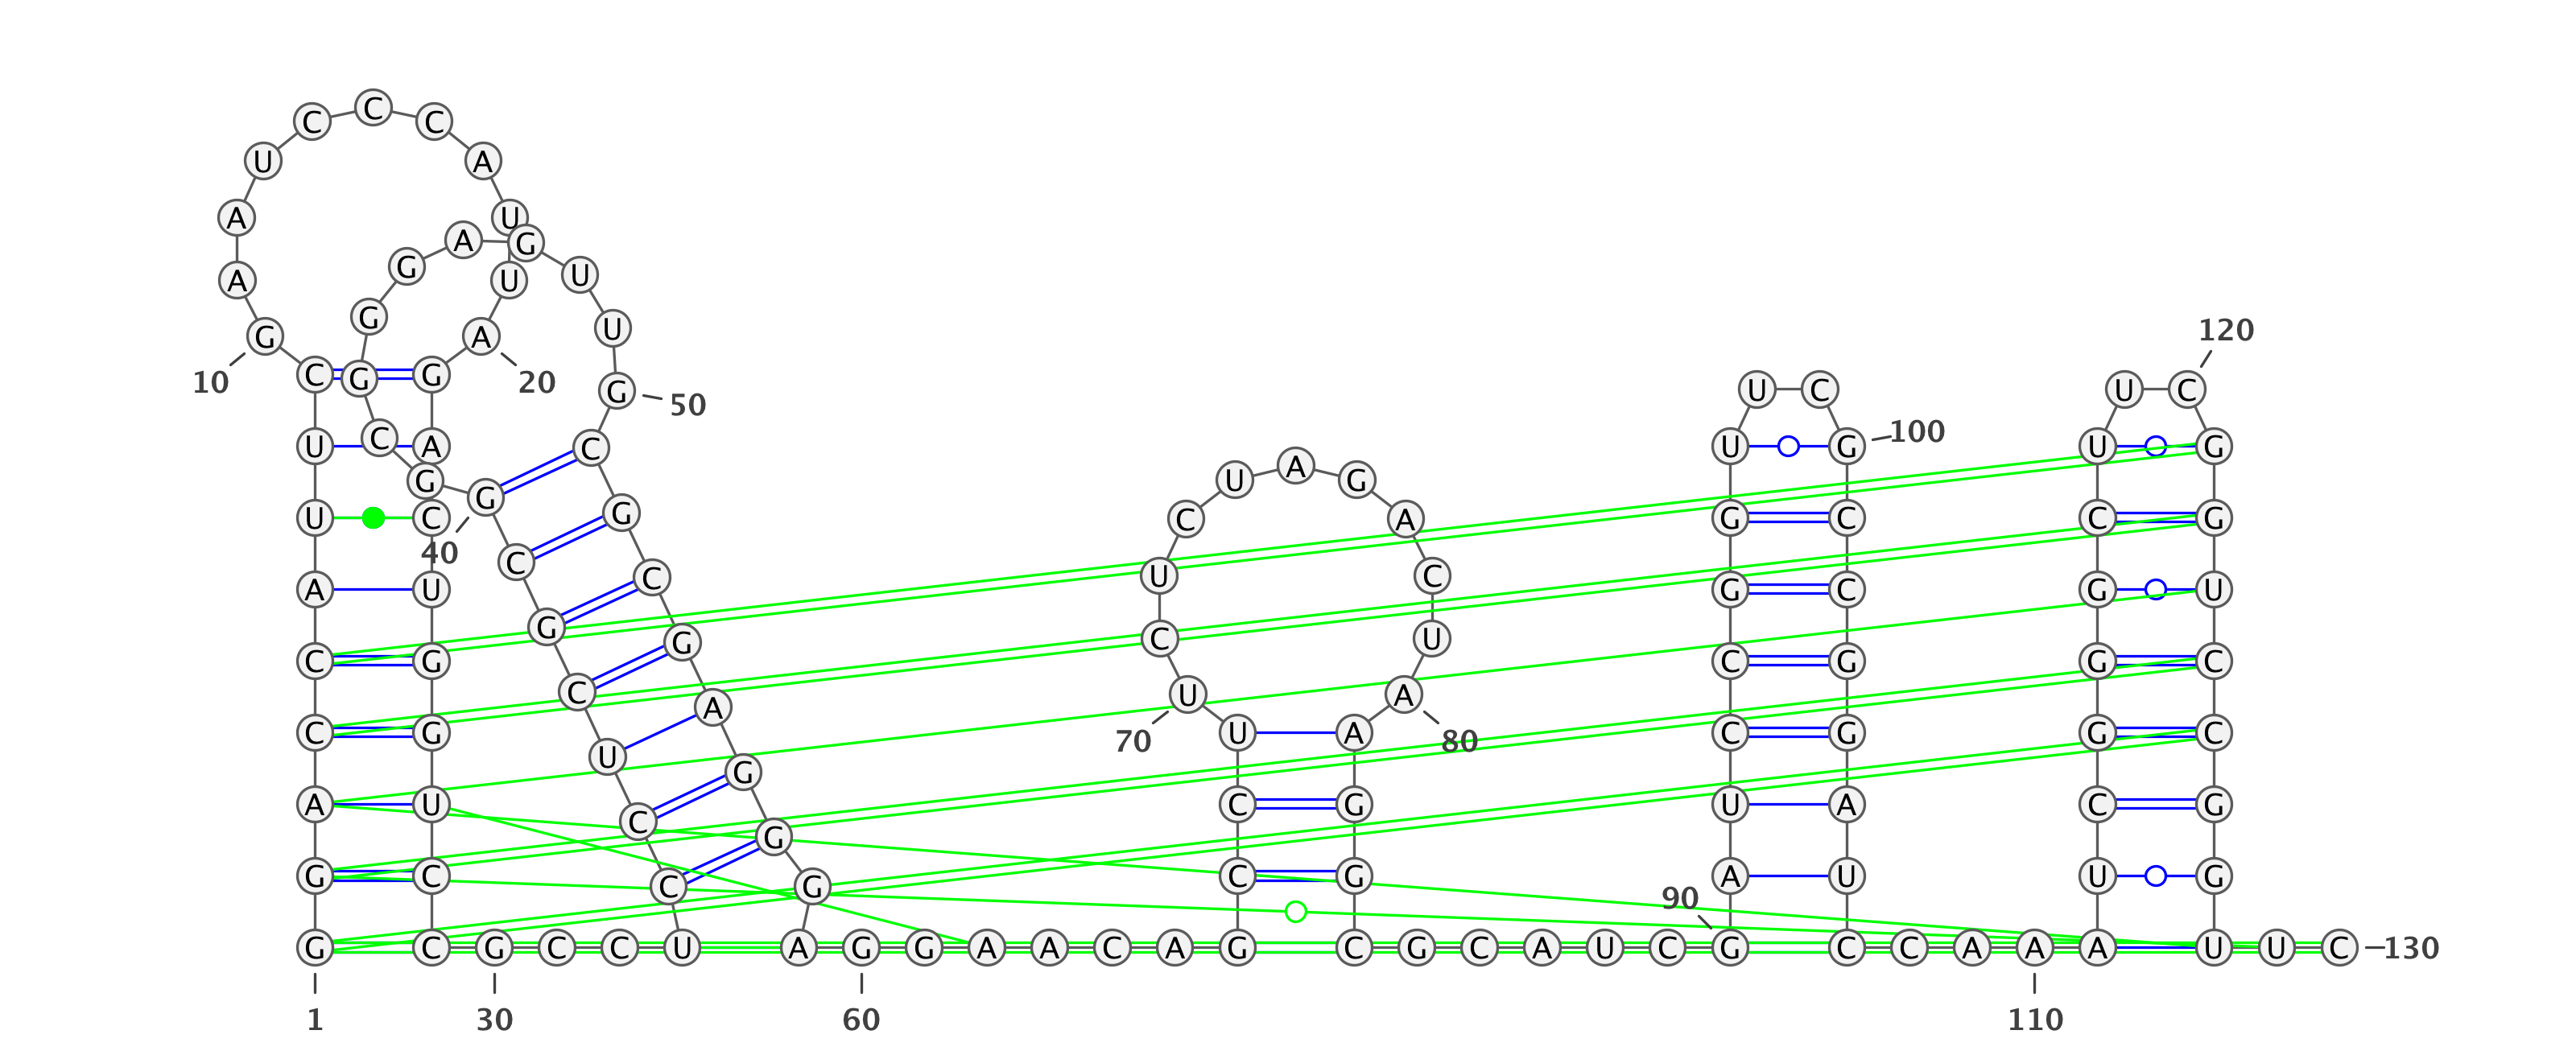 C
C C
U A
A U
A G
G
A U U
G
U
120
G A
10 C G G 20 G U C
50
100
C U A C U G U G
A
G U G
G
U C G C A G C C G
40
C
C U C
A U G C G U
G
C U G
C G C G G C
C U A
A
C G U A C G G C
70 80
U
G
A U C G U A C G
C
G
G C C G A U U G
C G
90
G C G C C U A G G A A C A G C G C A U C G C C A A A U U C 130
1 30 60 110